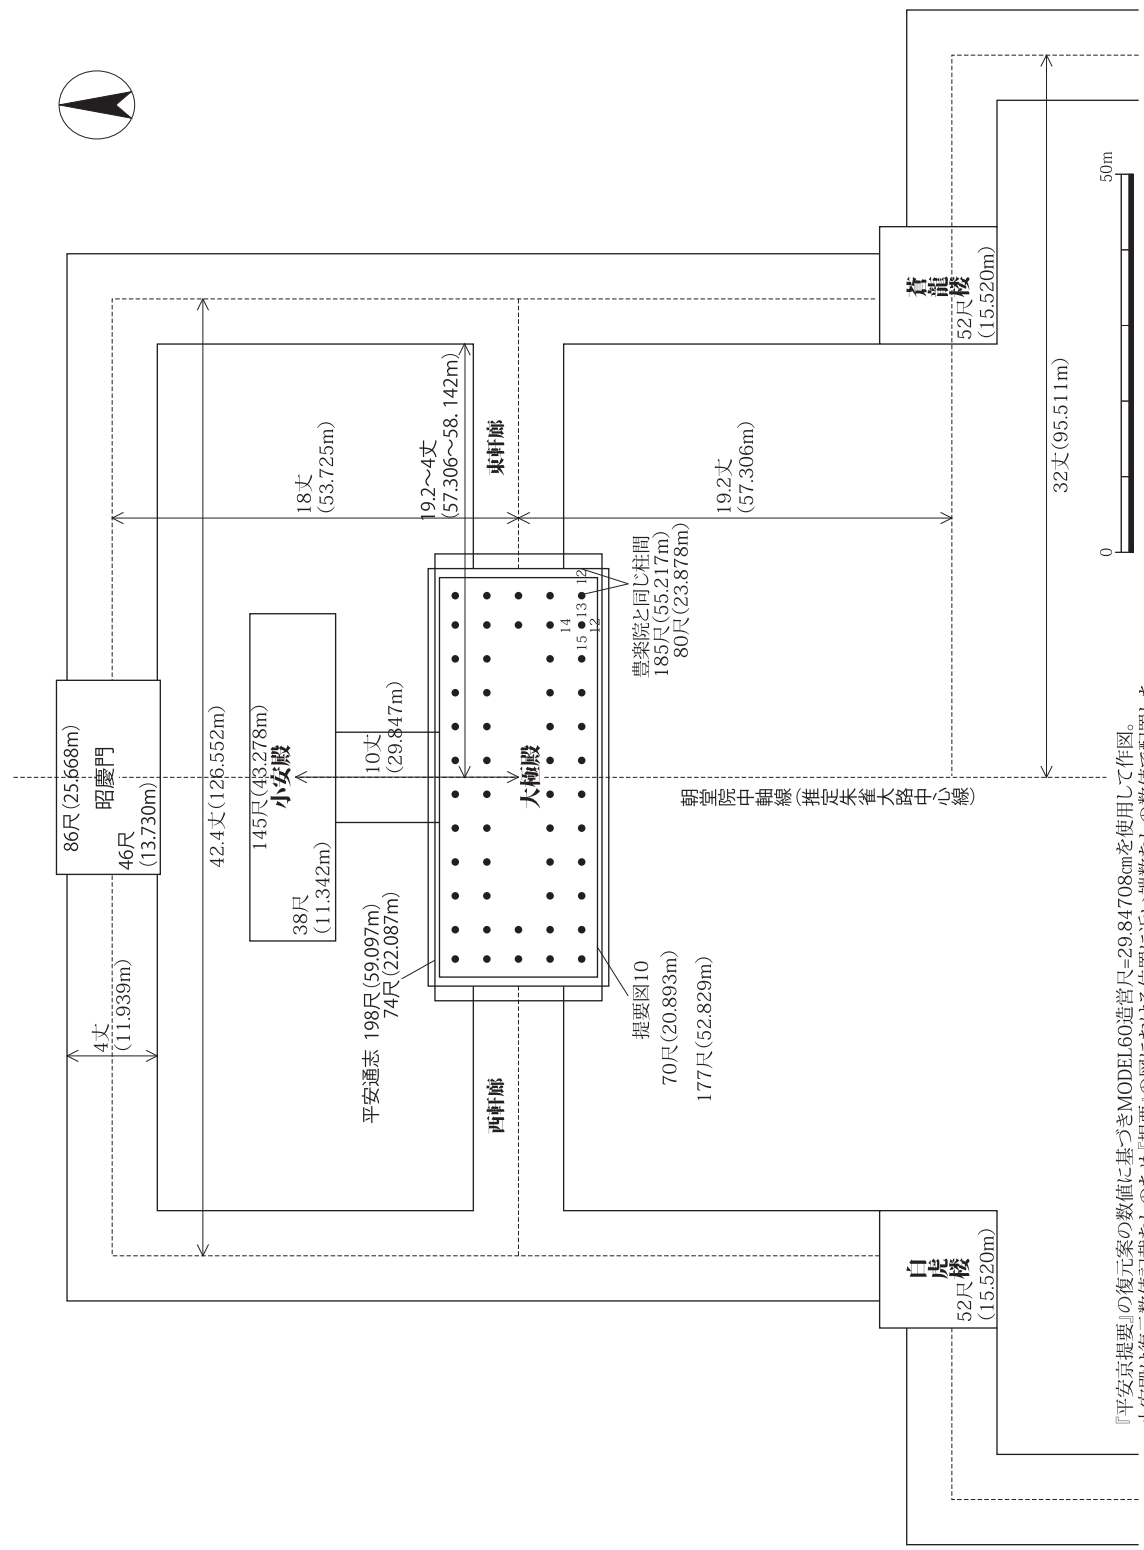 86尺(25.668m)
昭慶門
46尺
(13.730m)
4丈
(11.939m)
42.4丈(126.552m)
145尺(43.278m)
小安殿
38尺
(11.342m)
18丈
(53.725m)
10丈
(29.847m)
平安通志 198尺(59.097m)
74尺(22.087m)
19.2〜4丈
(57.306〜58. 142m)
東軒廊
西軒廊
大極殿
14
12
13
15
12
豊楽院と同じ柱間
185尺(55.217m)
80尺(23.878m)
提要図10
70尺(20.893m)
177尺(52.829m)
朝堂院中軸線(推定朱雀大路中心線)
19.2丈
(57.306m)
蒼龍楼
52尺
(15.520m)
白虎楼
52尺
(15.520m)
32丈(95.511m)
0
50m
『平安京提要』の復元案の数値に基づきMODEL60造営尺=29.84708㎝を使用して作図。